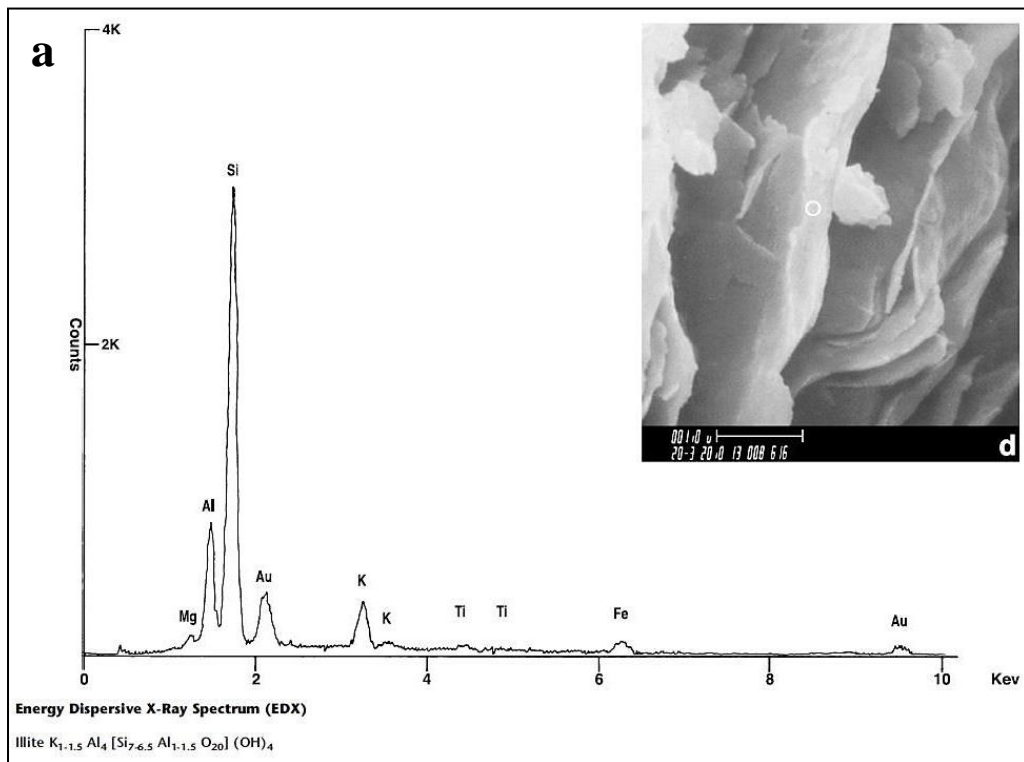 a
4K
Si
2K
Counts
Al
Au
Mg
K
K
Ti
Ti
Fe
Au
0
2
4
6
8
10
Kev
d
Energy Dispersive X-Ray Spectrum (EDX)
Illite K₁₋₁.₅ Al₄ [Si₇₋₆.₅ Al₁₋₁.₅ O₂₀] (OH)₄